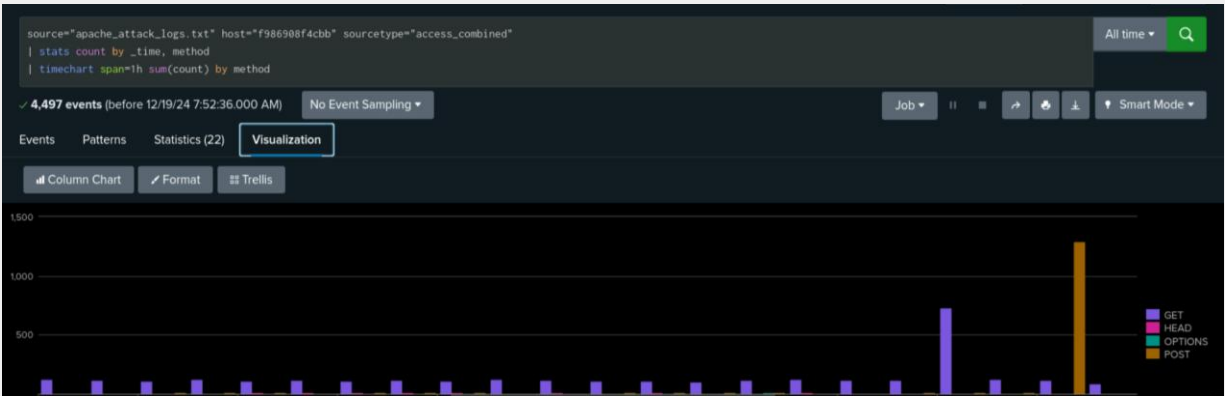 source="apache_attack_logs.txt" host="f986908f4cbb" sourcetype="access_combined"
| stats count by _time, method
| timechart span=1h sum(count) by method
All time
4,497 events (before 12/19/24 7:52:36.000 AM)
No Event Sampling
Job
Smart Mode
Events
Patterns
Statistics (22)
Visualization
Column Chart
Format
Trellis
1,500
1,000
500
GET
HEAD
OPTIONS
POST